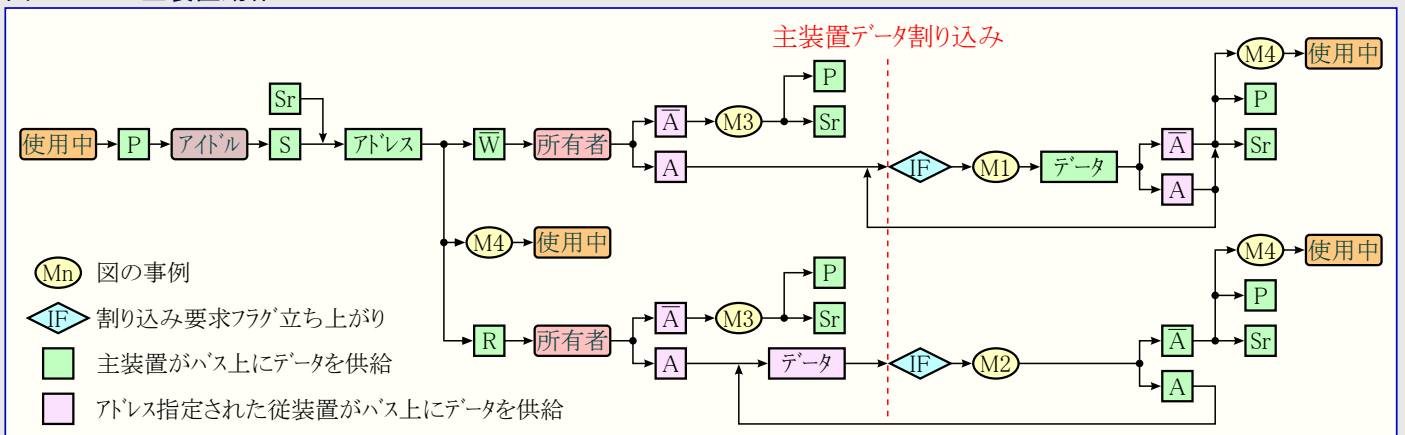 主装置データ割り込み
M4 使用中
P
P
Sr
Sr
使用中 P アイドル S アドレス W̅ 所有者 A̅ M3 Sr
A IF M1 データ A̅ Sr
A
M4 使用中
M4 使用中
Mn 図の事例
P
P
IF 割り込み要求フラグ立ち上がり
R 所有者 A̅ M3 Sr
A̅ Sr
主装置がバス上にデータを供給
A データ IF M2
A
アドレス指定された従装置がバス上にデータを供給